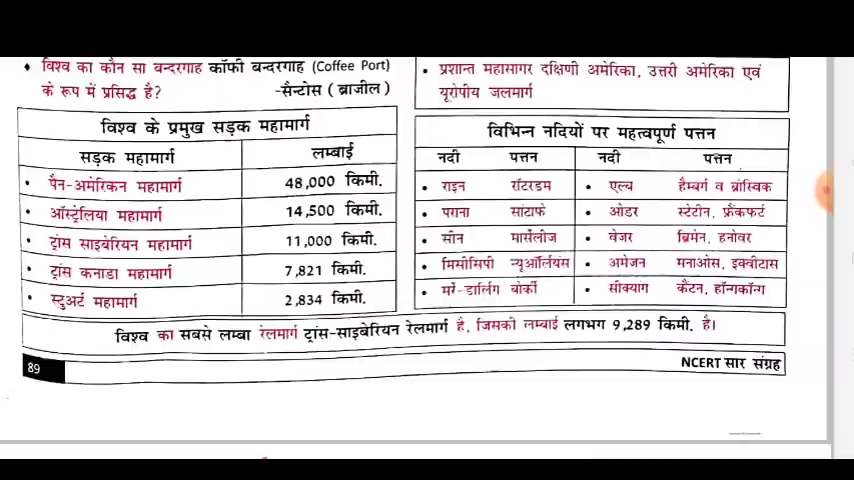 ♦ विश्व का कौन सा बन्दरगाह कॉफी बन्दरगाह (Coffee Port)
के रूप में प्रसिद्ध है? -सैन्टोस (ब्राजील)
विश्व के प्रमुख सड़क महामार्ग
सड़क महामार्ग लम्बाई
• पैन-अमेरिकन महामार्ग 48,000 किमी.
• ऑस्ट्रेलिया महामार्ग 14,500 किमी.
• ट्रांस साइबेरियन महामार्ग 11,000 किमी.
• ट्रांस कनाडा महामार्ग 7,821 किमी.
• स्टुअर्ट महामार्ग 2,834 किमी.
• प्रशान्त महासागर दक्षिणी अमेरिका, उत्तरी अमेरिका एवं
यूरोपीय जलमार्ग
विभिन्न नदियों पर महत्वपूर्ण पत्तन
नदी पत्तन नदी पत्तन
• राइन रॉटरडम • एल्ब हैम्बर्ग व ब्रांस्विक
• पराना सांटाफे • ओडर स्टेटीन, फ्रैंकफर्ट
• सीन मार्सेलीज • वेजर ब्रिमेन, हनोवर
• मिसीसिपी न्यूऑर्लियंस • अमेजन मनाओस, इक्वीटास
• मरे-डार्लिंग बोर्की • सीक्यांग कैंटन, हॉन्गकॉन्ग
विश्व का सबसे लम्बा रेलमार्ग ट्रांस-साइबेरियन रेलमार्ग है, जिसकी लम्बाई लगभग 9,289 किमी. है।
89 NCERT सार संग्रह